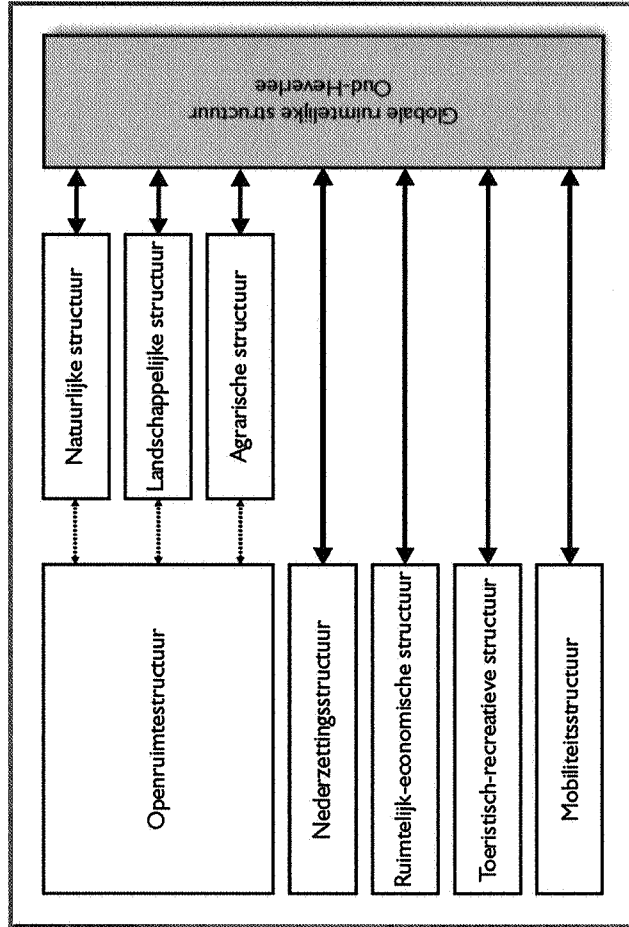 Openruimtestructuur
Natuurlijke structuur
Landschappelijke structuur
Agrarische structuur
Nederzettingsstructuur
Ruimtelijk-economische structuur
Toeristisch-recreatieve structuur
Mobiliteitsstructuur
Globale ruimtelijke structuur
Oud-Heverlee